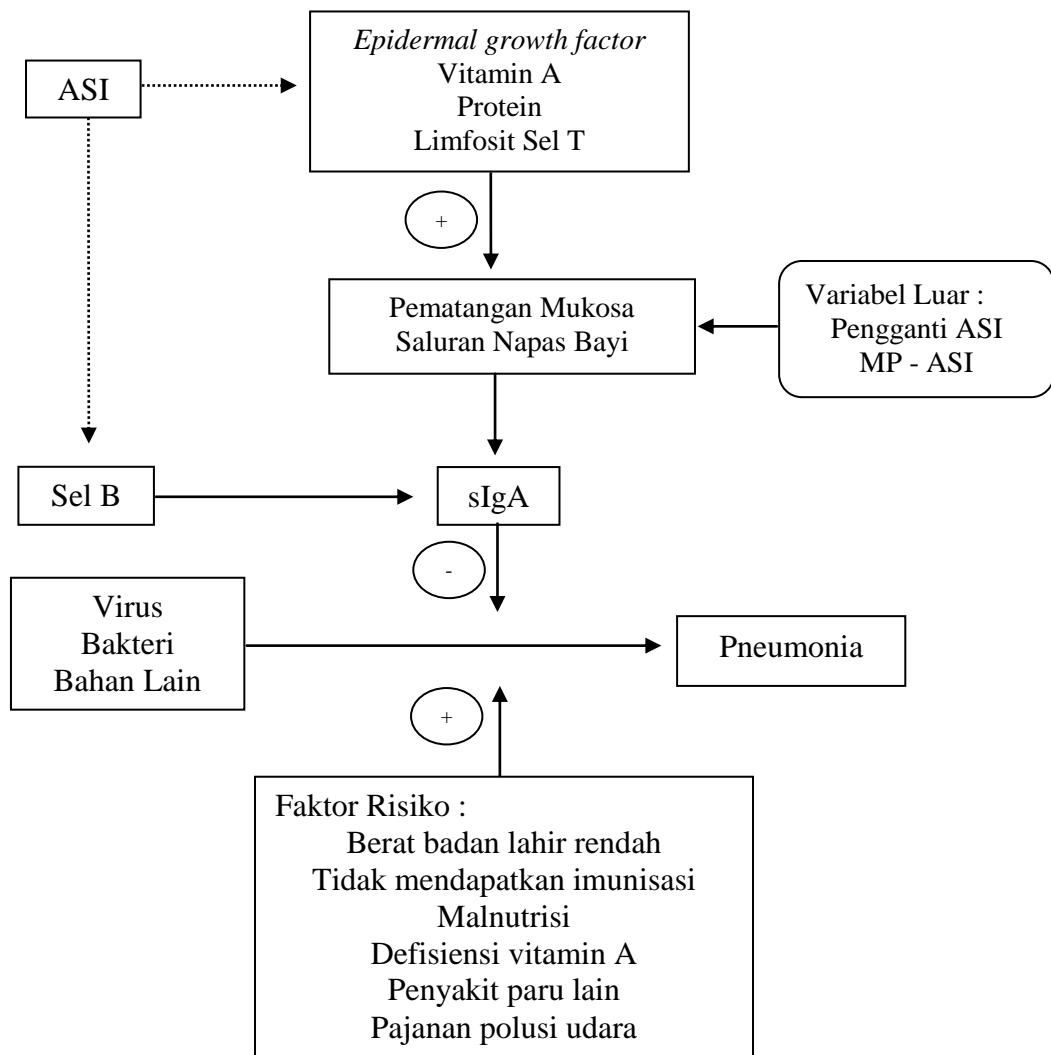 Epidermal growth factor
Vitamin A
Protein
Limfosit Sel T
ASI
+
Pematangan Mukosa
Saluran Napas Bayi
Variabel Luar :
Pengganti ASI
MP - ASI
Sel B
sIgA
-
Virus
Bakteri
Bahan Lain
Pneumonia
+
Faktor Risiko :
Berat badan lahir rendah
Tidak mendapatkan imunisasi
Malnutrisi
Defisiensi vitamin A
Penyakit paru lain
Pajanan polusi udara